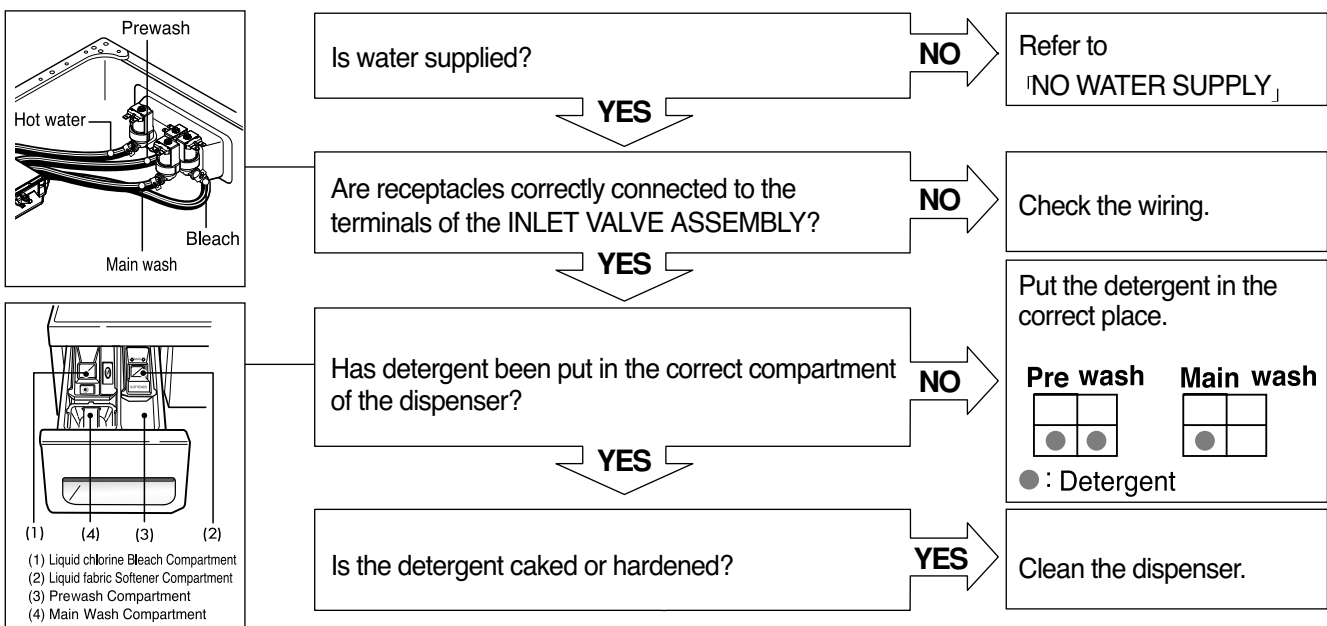 Prewash
Hot water
Bleach
Main wash
Is water supplied?
NO
Refer to
「NO WATER SUPPLY」
YES
Are receptacles correctly connected to the
terminals of the INLET VALVE ASSEMBLY?
NO
Check the wiring.
YES
SOFTENER
(1) (4) (3) (2)
(1) Liquid chlorine Bleach Compartment
(2) Liquid fabric Softener Compartment
(3) Prewash Compartment
(4) Main Wash Compartment
Has detergent been put in the correct compartment
of the dispenser?
NO
Put the detergent in the
correct place.
Pre wash Main wash
: Detergent
YES
Is the detergent caked or hardened?
YES
Clean the dispenser.